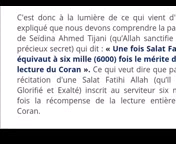 C'est donc à la lumière de ce qui vient d'
expliqué que nous devons comprendre la pa
de Seïdina Ahmed Tijani (qu'Allah sanctifie
précieux secret) qui dit : « Une fois Salat Fa
équivaut à six mille (6000) fois le mérite d
lecture du Coran ». Ce qui veut dire que pa
récitation d'une Salat Fatihi Allah (qu'Il
Glorifié et Exalté) inscrit au serviteur six m
fois la récompense de la lecture entière
Coran.